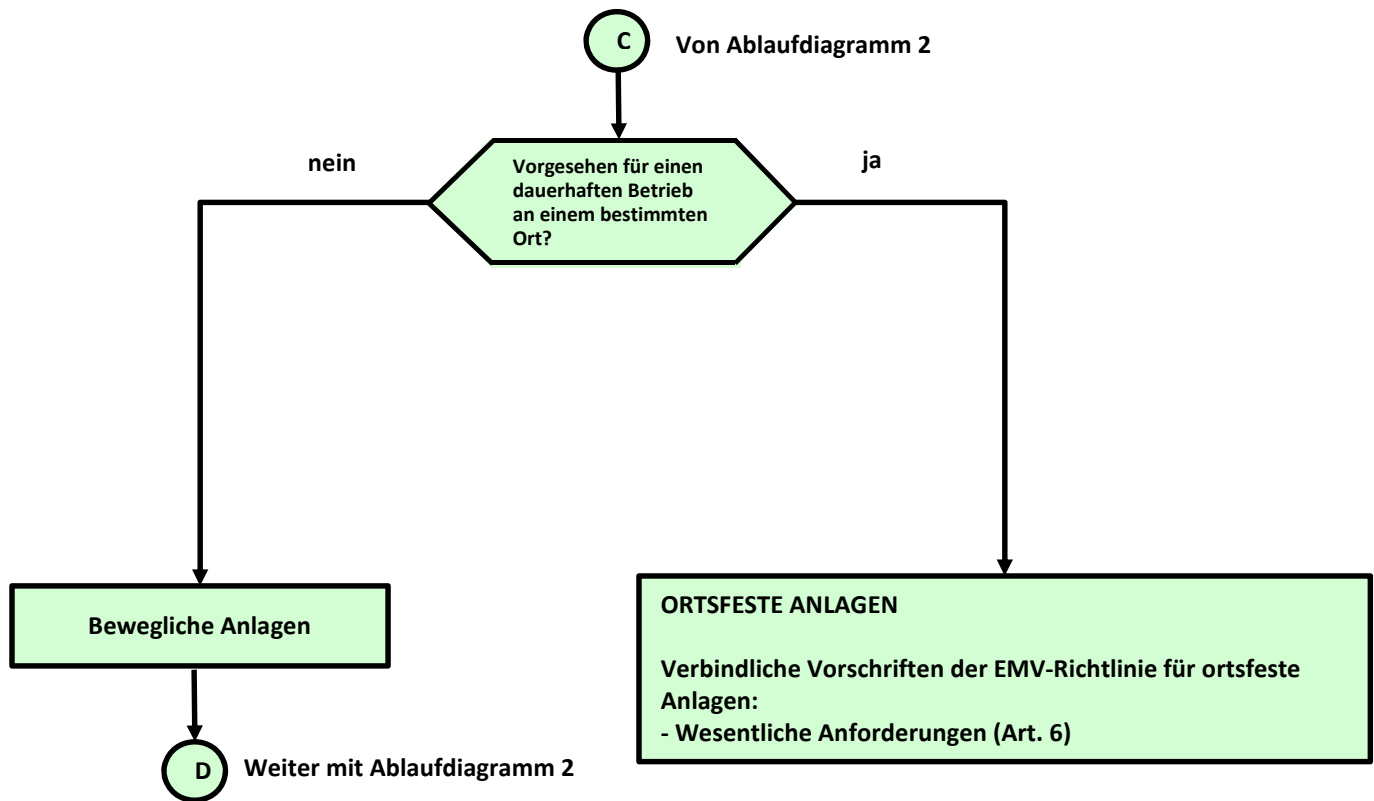 C
Von Ablaufdiagramm 2
nein
Vorgesehen für einen
dauerhaften Betrieb
an einem bestimmten
Ort?
ja
Bewegliche Anlagen
ORTSFESTE ANLAGEN
Verbindliche Vorschriften der EMV-Richtlinie für ortsfeste
Anlagen:
- Wesentliche Anforderungen (Art. 6)
D
Weiter mit Ablaufdiagramm 2